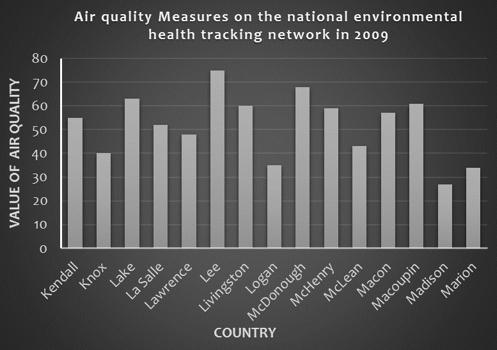 Air quality Measures on the national environmental
health tracking network in 2009
VALUE OF AIR QUALITY
80
70
60
50
40
30
20
10
0
Kendall
Knox
Lake
La Salle
Lawrence
Lee
Livingston
Logan
McDonough
McHenry
McLean
Macon
Macoupin
Madison
Marion
COUNTRY